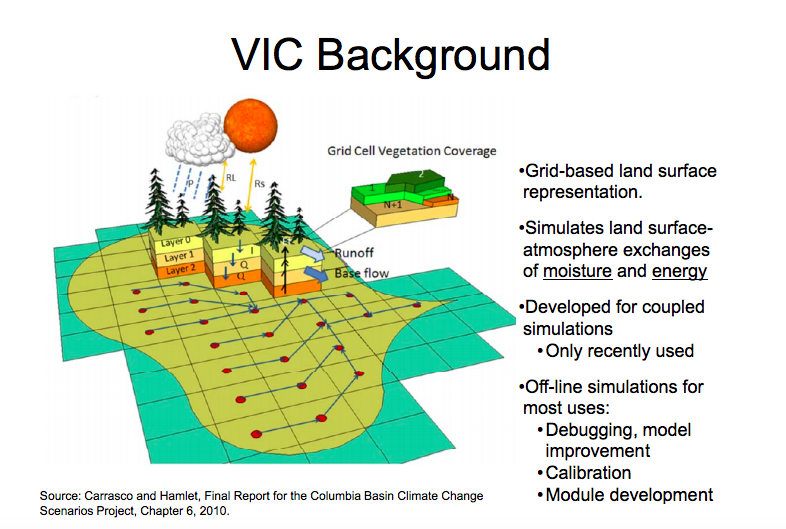 VIC Background
Grid Cell Vegetation Coverage
P
RL
Rs
1
2
N+1
N
Layer 0
Layer 1
Layer 2
I
Q
Q
Runoff
Base flow
•Grid-based land surface
representation.
•Simulates land surface-
atmosphere exchanges
of moisture and energy
•Developed for coupled
simulations
•Only recently used
•Off-line simulations for
most uses:
•Debugging, model
improvement
•Calibration
•Module development
Source: Carrasco and Hamlet, Final Report for the Columbia Basin Climate Change
Scenarios Project, Chapter 6, 2010.